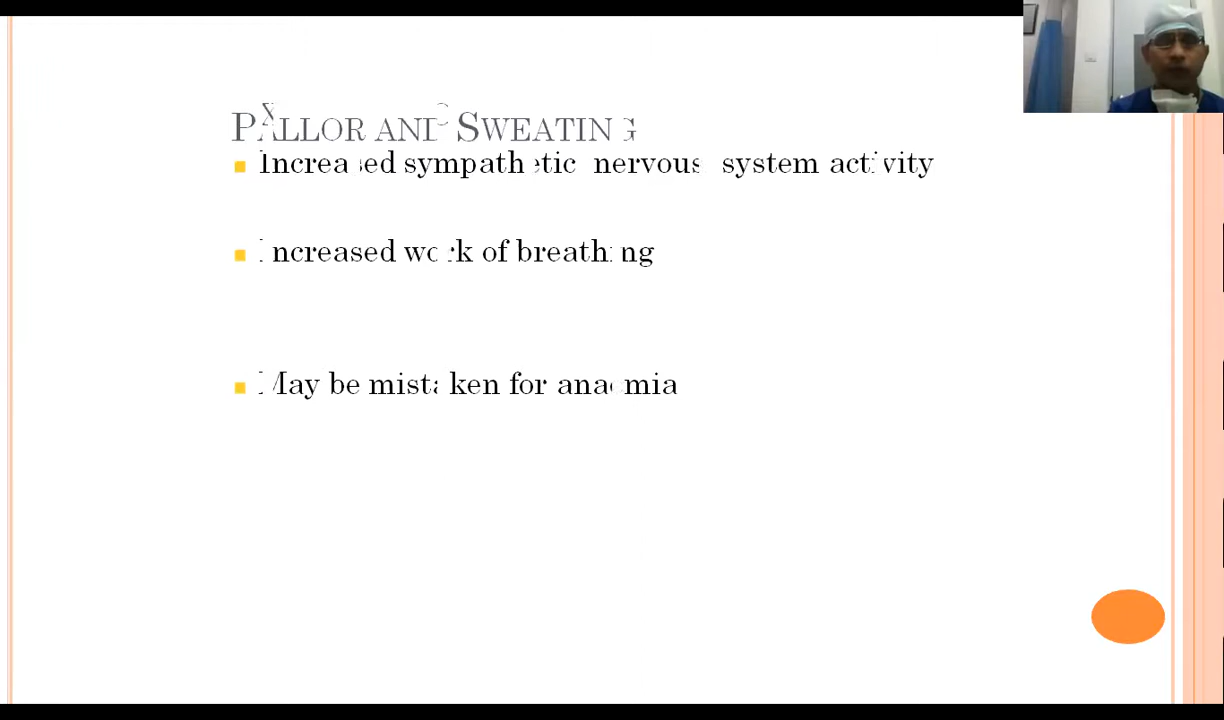 PALLOR AND SWEATING
Increased sympathetic nervous system activity
Increased work of breathing
May be mistaken for anaemia